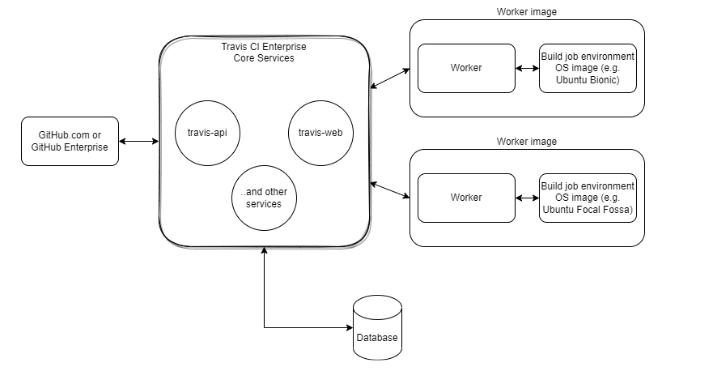 Worker image
Travis CI Enterprise
Core Services
Worker
Build job environment
OS image (e.g.
Ubuntu Bionic)
GitHub.com or
GitHub Enterprise
travis-api
travis-web
..and other
services
Worker image
Worker
Build job environment
OS image (e.g.
Ubuntu Focal Fossa)
Database